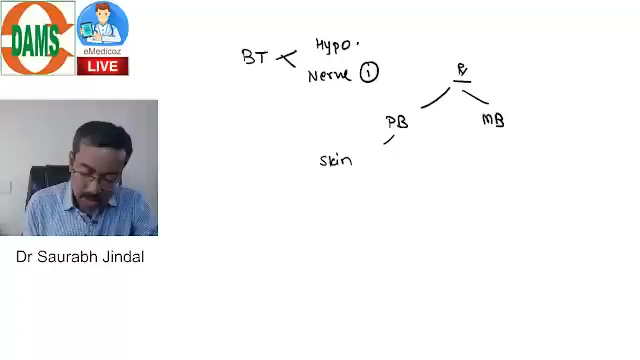 DAMS
eMedicoz
LIVE
BT < Hypo.
Nerve ①
PB
MB
skin
Dr Saurabh Jindal